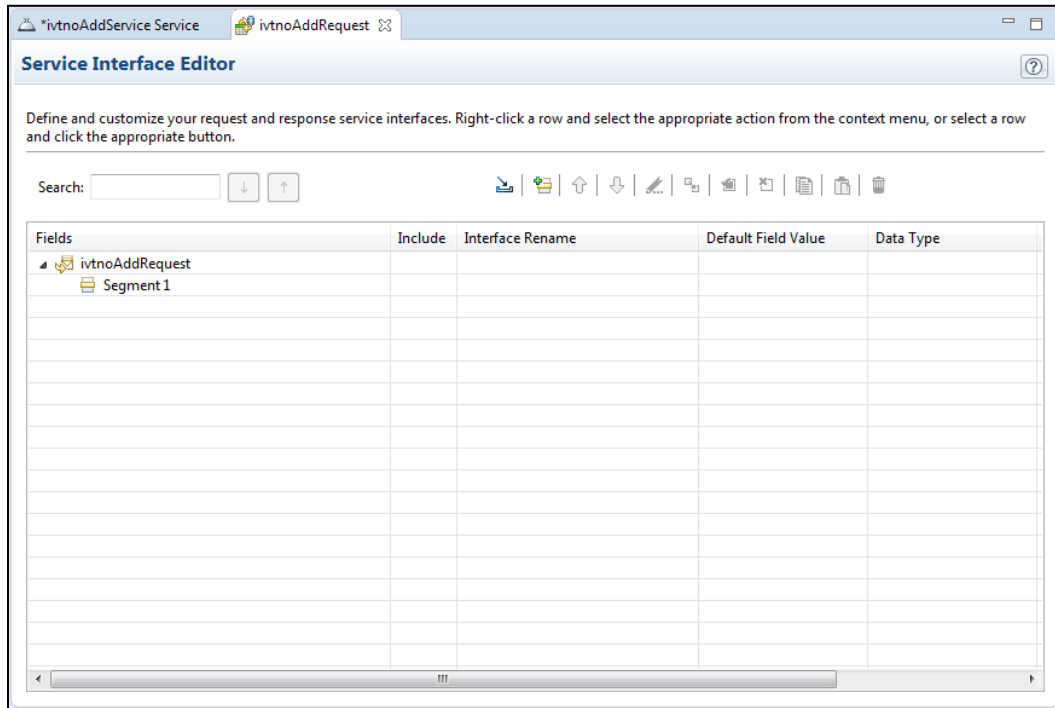 *ivtnoAddService Service
ivtnoAddRequest
Service Interface Editor
Define and customize your request and response service interfaces. Right-click a row and select the appropriate action from the context menu, or select a row
and click the appropriate button.
Search:
Fields Include Interface Rename Default Field Value Data Type
ivtnoAddRequest
Segment 1